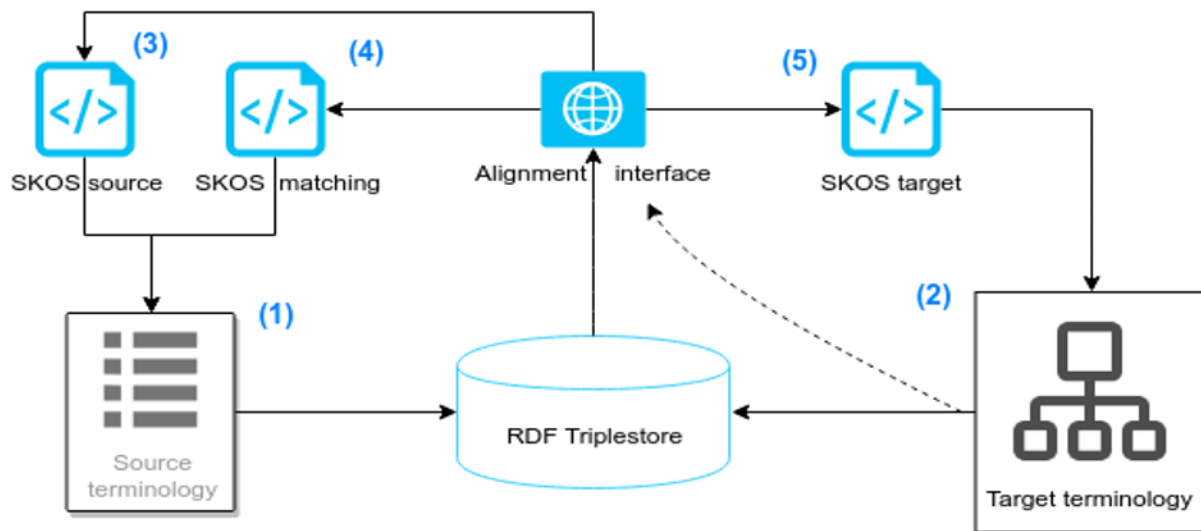 (3)
(4)
(5)
</>
</>
</>
SKOS source
SKOS matching
Alignment interface
SKOS target
(1)
(2)
RDF Triplestore
Source
terminology
Target terminology